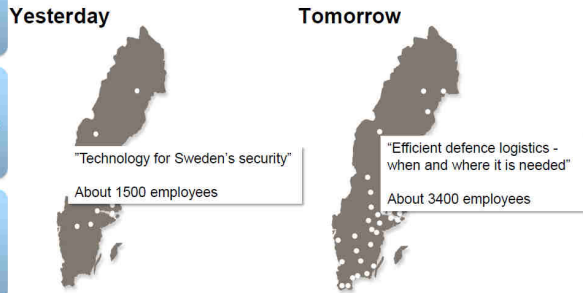 Yesterday
Tomorrow
"Technology for Sweden's security"
About 1500 employees
"Efficient defence logistics -
when and where it is needed"
About 3400 employees